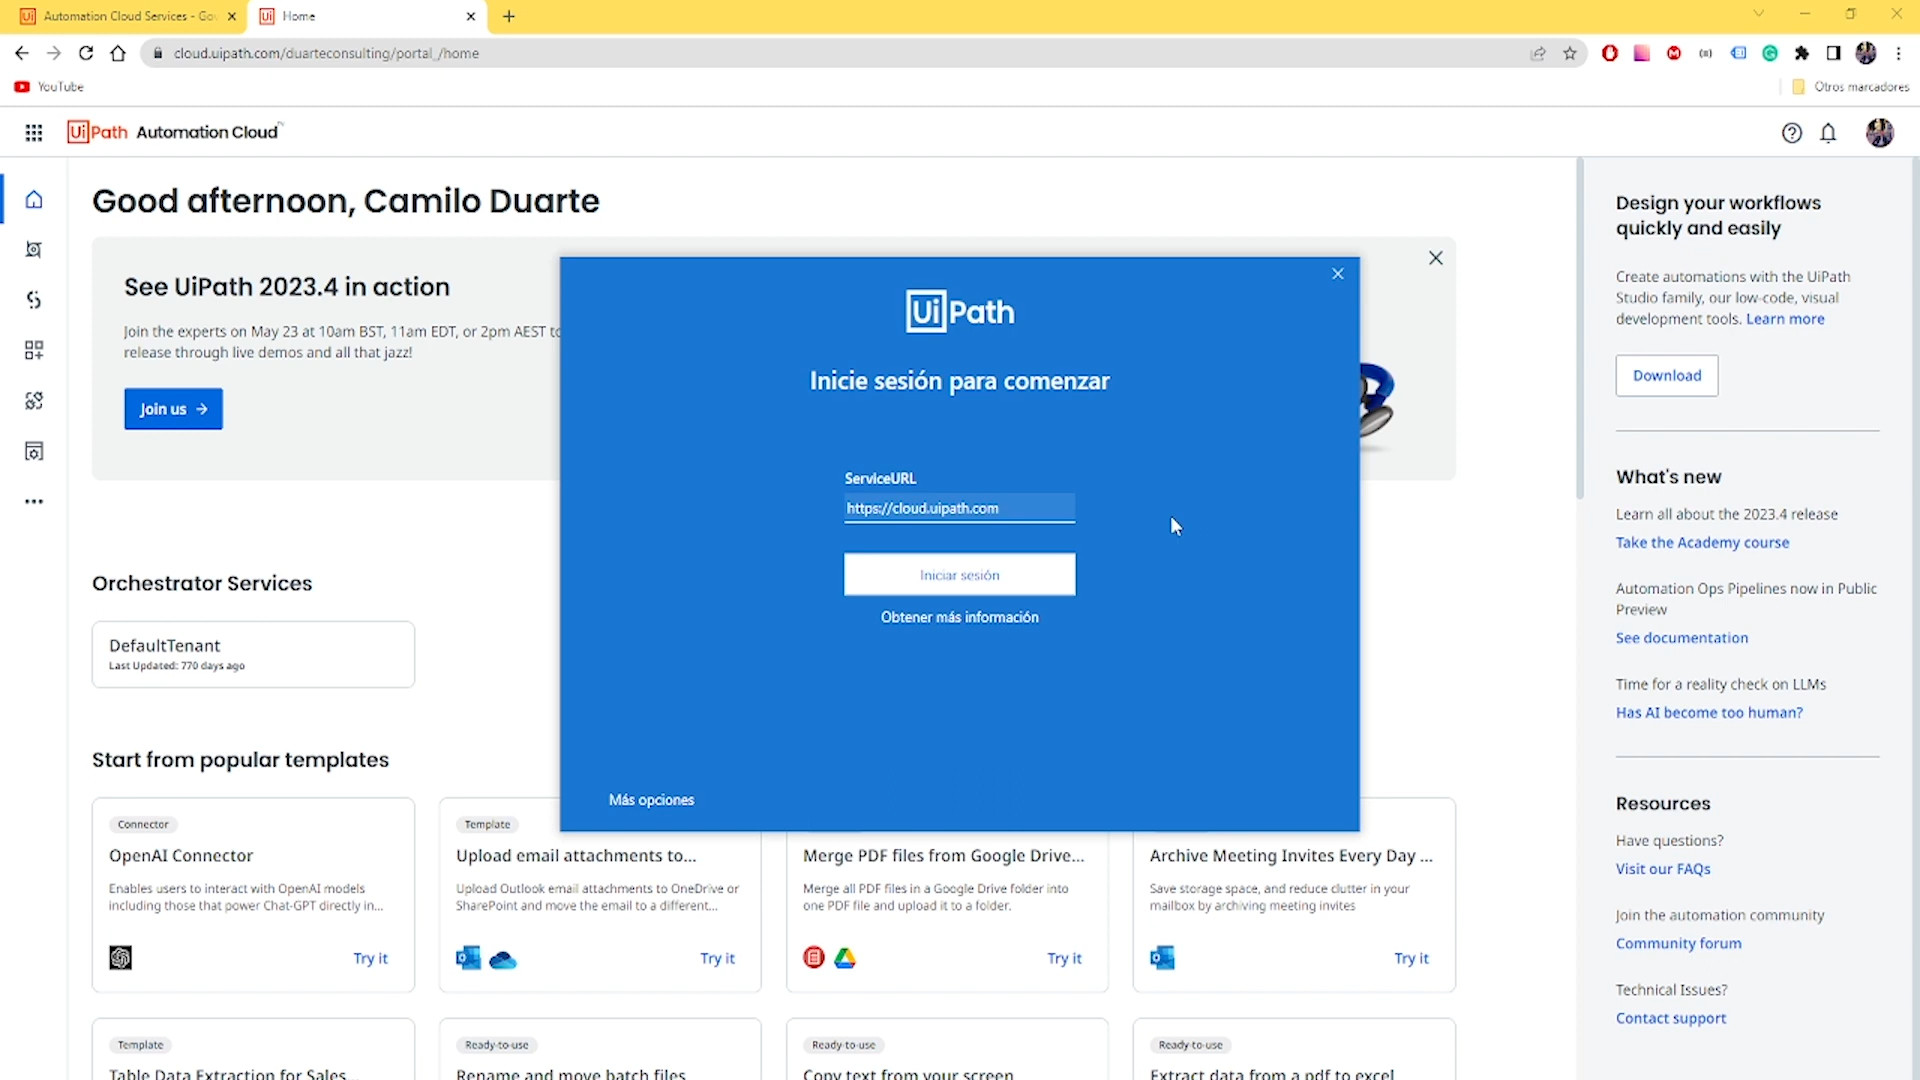 Automation Cloud Services - Go
Home
cloud.uipath.com/duarteconsulting/portal_/home
YouTube
Otros marcadores
UiPath Automation Cloud™
Good afternoon, Camilo Duarte
See UiPath 2023.4 in action
Join the experts on May 23 at 10am BST, 11am EDT, or 2pm AEST to
release through live demos and all that jazz!
Join us →
UiPath
Inicie sesión para comenzar
ServiceURL
https://cloud.uipath.com
Iniciar sesión
Obtener más información
Más opciones
Orchestrator Services
DefaultTenant
Last Updated: 770 days ago
Start from popular templates
Connector
OpenAI Connector
Enables users to interact with OpenAI models
including those that power Chat-GPT directly in...
Try it
Template
Upload email attachments to...
Upload Outlook email attachments to OneDrive or
SharePoint and move the email to a different...
Try it
Merge PDF files from Google Drive...
Merge all PDF files in a Google Drive folder into
one PDF file and upload it to a folder.
Try it
Archive Meeting Invites Every Day ...
Save storage space, and reduce clutter in your
mailbox by archiving meeting invites
Try it
Template
Table Data Extraction for Sales...
Ready-to-use
Rename and move batch files
Ready-to-use
Copy text from your screen
Ready-to-use
Extract data from a pdf to excel
Design your workflows
quickly and easily
Create automations with the UiPath
Studio family, our low-code, visual
development tools. Learn more
Download
What's new
Learn all about the 2023.4 release
Take the Academy course
Automation Ops Pipelines now in Public
Preview
See documentation
Time for a reality check on LLMs
Has AI become too human?
Resources
Have questions?
Visit our FAQs
Join the automation community
Community forum
Technical Issues?
Contact support